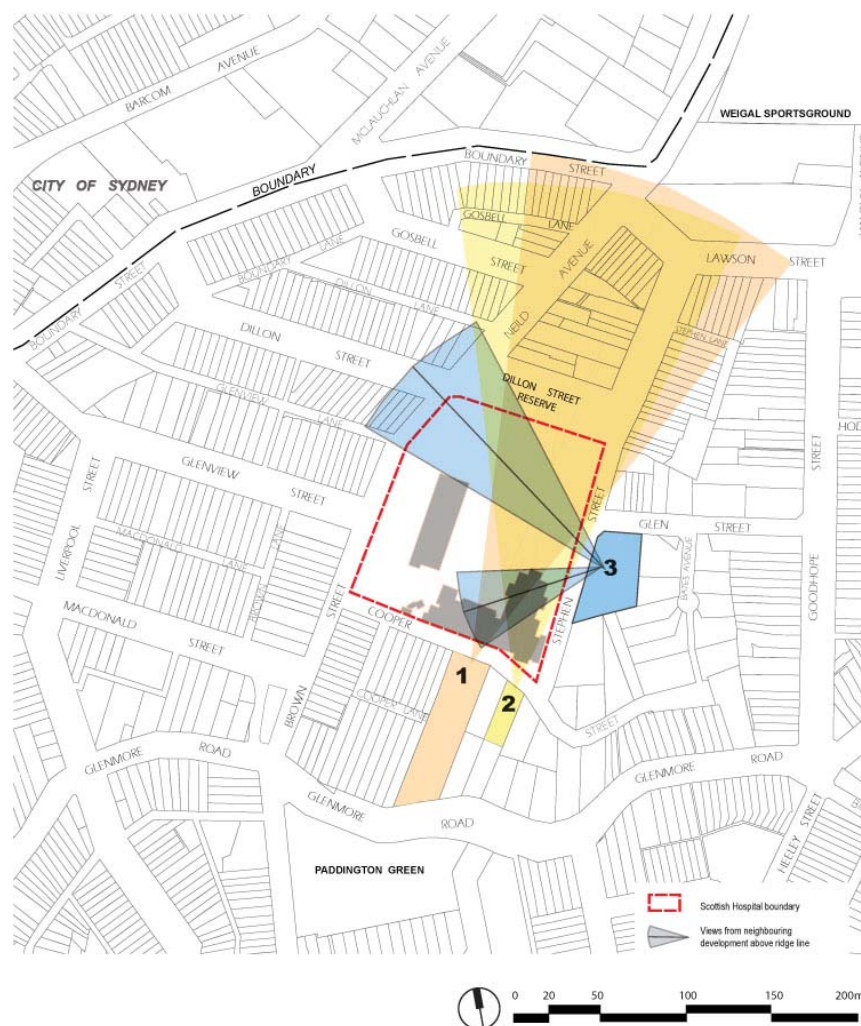 WEIGAL SPORTSGROUND
BARCOM AVENUE
MCLAUCHLAN AVENUE
CITY OF SYDNEY
BOUNDARY
BOUNDARY STREET
GOSBELL LANE
GOSBELL STREET
NEILD AVENUE
LAWSON STREET
STEPHEN LANE
BOUNDARY STREET
BOUNDARY LANE
DILLON LANE
DILLON STREET
DILLON STREET
RESERVE
GLENVIEW LANE
GLENVIEW STREET
LIVERPOOL STREET
MACDONALD LANE
MACDONALD STREET
BROWN LANE
BROWN STREET
COOPER STREET
COOPER LANE
STEPHEN STREET
GLEN STREET
BATES AVENUE
GOODHOPE STREET
HOD
1
2
3
GLENMORE ROAD
GLENMORE ROAD
GLENMORE ROAD
HEELEY STREET
PADDINGTON GREEN
Scottish Hospital boundary
Views from neighbouring
development above ridge line
0 20 50 100 150 200m